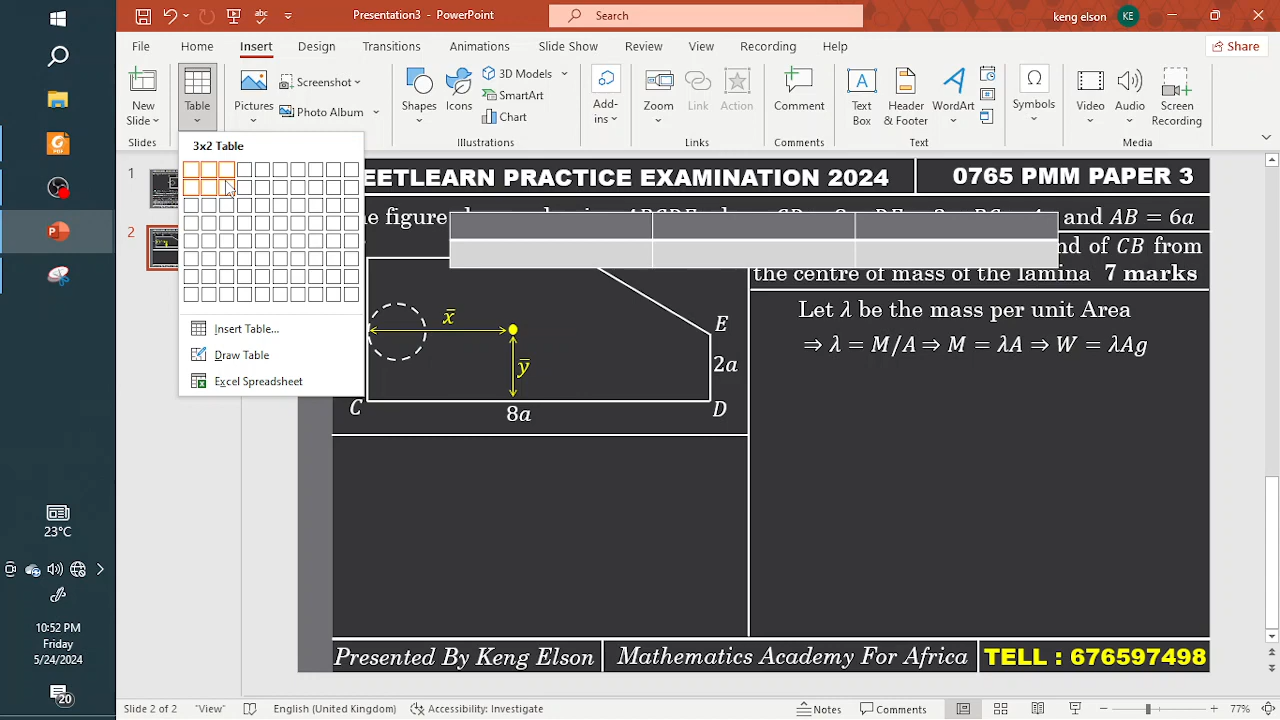 Presentation3 - PowerPoint
Search
keng elson
KE
File
Home
Insert
Design
Transitions
Animations
Slide Show
Review
View
Recording
Help
Share
New Slide
Table
Pictures
Screenshot
Photo Album
Shapes
Icons
3D Models
SmartArt
Chart
Add-ins
Zoom
Link
Action
Comment
Text Box
Header & Footer
WordArt
Symbols
Video
Audio
Screen Recording
Slides
Illustrations
Links
Comments
Text
Media
3x2 Table
Insert Table...
Draw Table
Excel Spreadsheet
1
2
EETLEARN PRACTICE EXAMINATION 2024
0765 PMM PAPER 3
he figure
and AB = 6a
nd of CB from
the centre of mass of the lamina 7 marks
Let λ be the mass per unit Area
⇒ λ = M/A ⇒ M = λA ⇒ W = λAg
x̅
y̅
E
2a
C
8a
D
Presented By Keng Elson
Mathematics Academy For Africa
TELL : 676597498
23°C
10:52 PM
Friday
5/24/2024
20
Slide 2 of 2
"View"
English (United Kingdom)
Accessibility: Investigate
Notes
Comments
77%